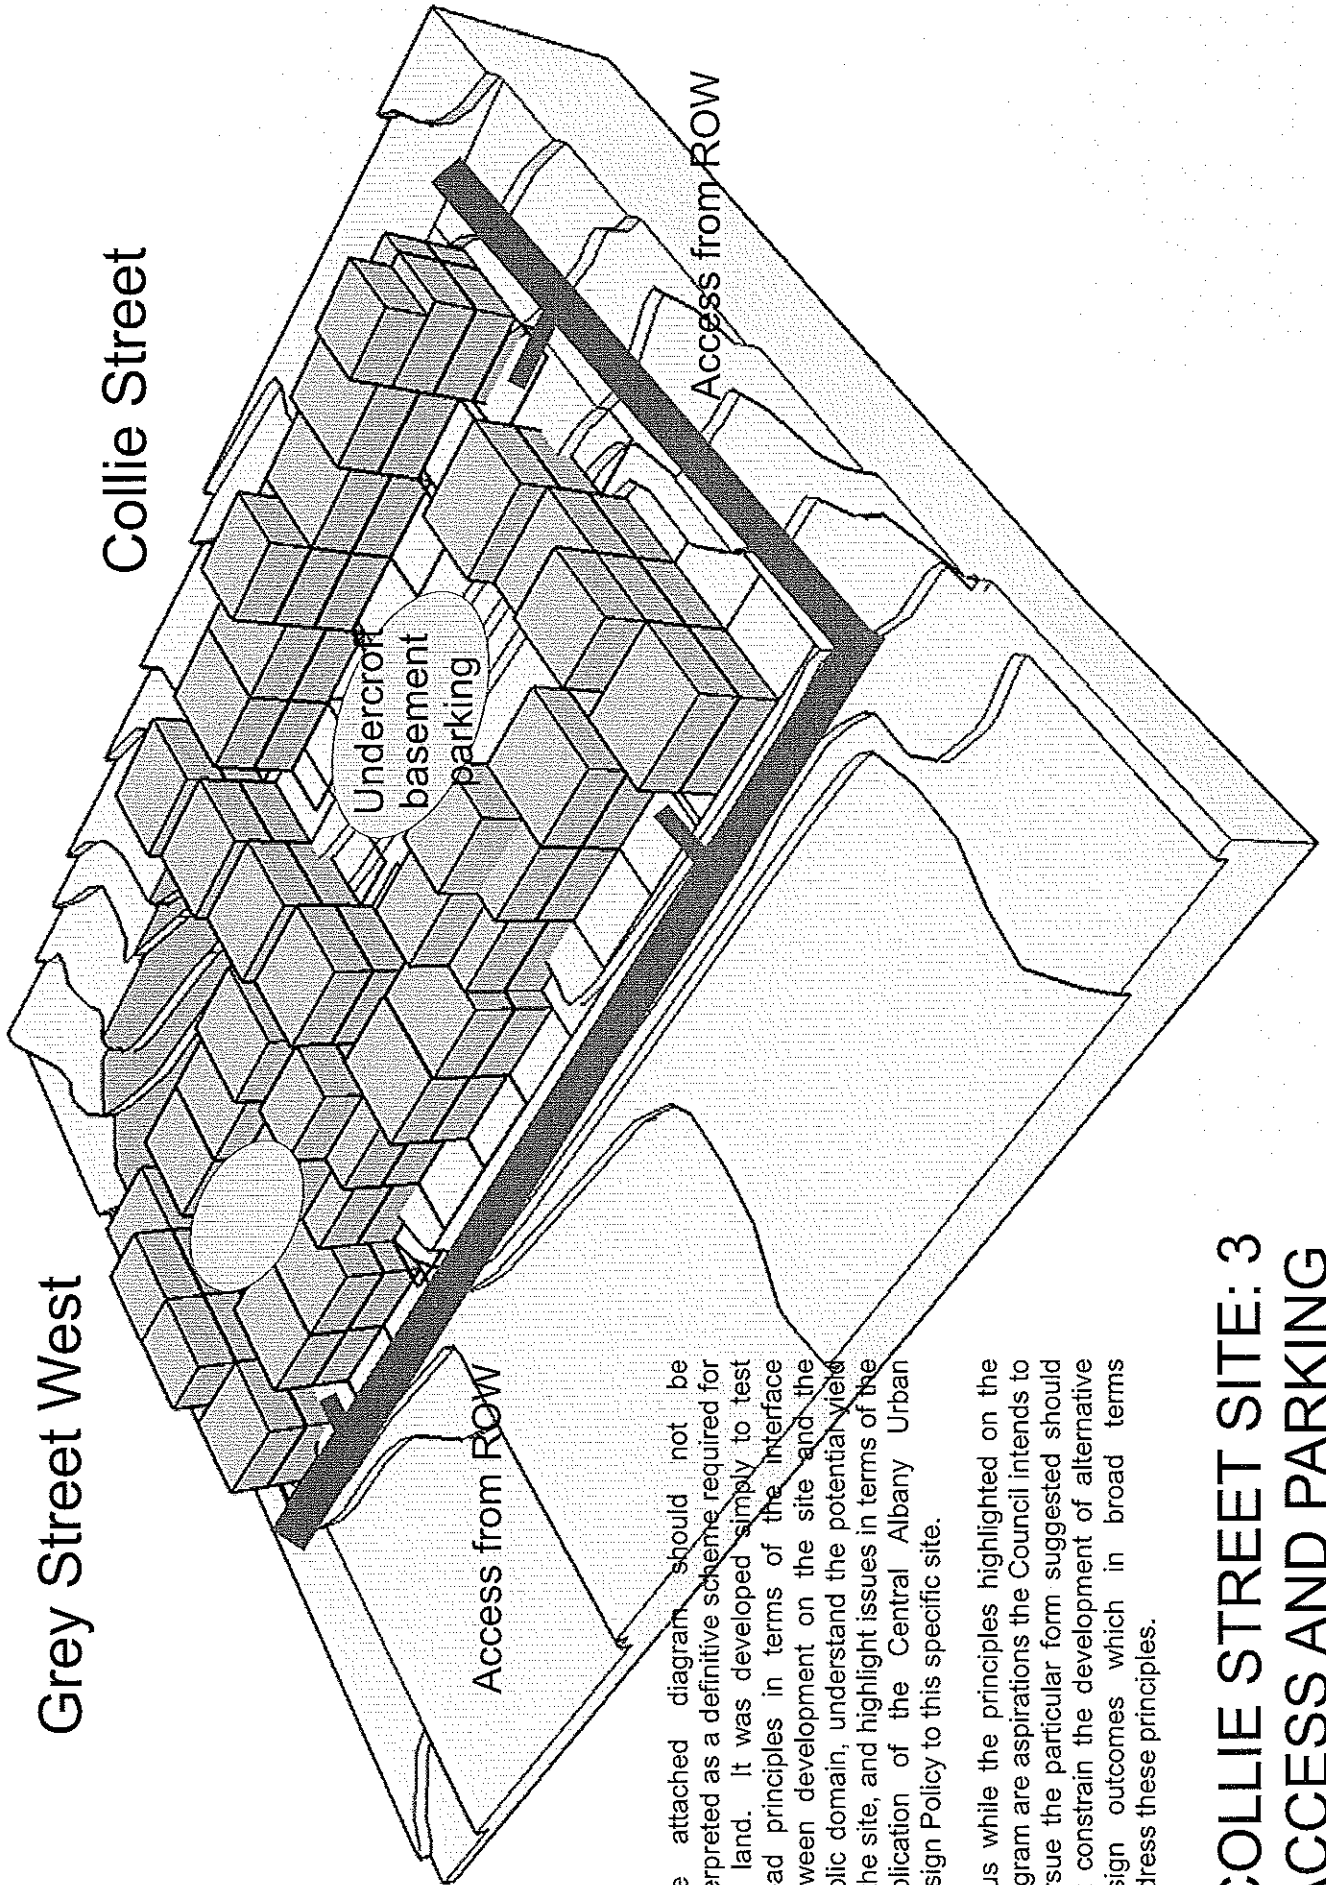 Grey Street West
Collie Street
Undercroft
basement
parking
Access from ROW
Access from ROW
e attached diagram should not be
erpreted as a definitive scheme required for
land. It was developed simply to test
ad principles in terms of the interface
ween development on the site and the
lic domain, understand the potential yield
he site, and highlight issues in terms of the
plication of the Central Albany Urban
sign Policy to this specific site.
us while the principles highlighted on the
gram are aspirations the Council intends to
rsue the particular form suggested should
constrain the development of alternative
sign outcomes which in broad terms
dress these principles.
COLLIE STREET SITE: 3
ACCESS AND PARKING